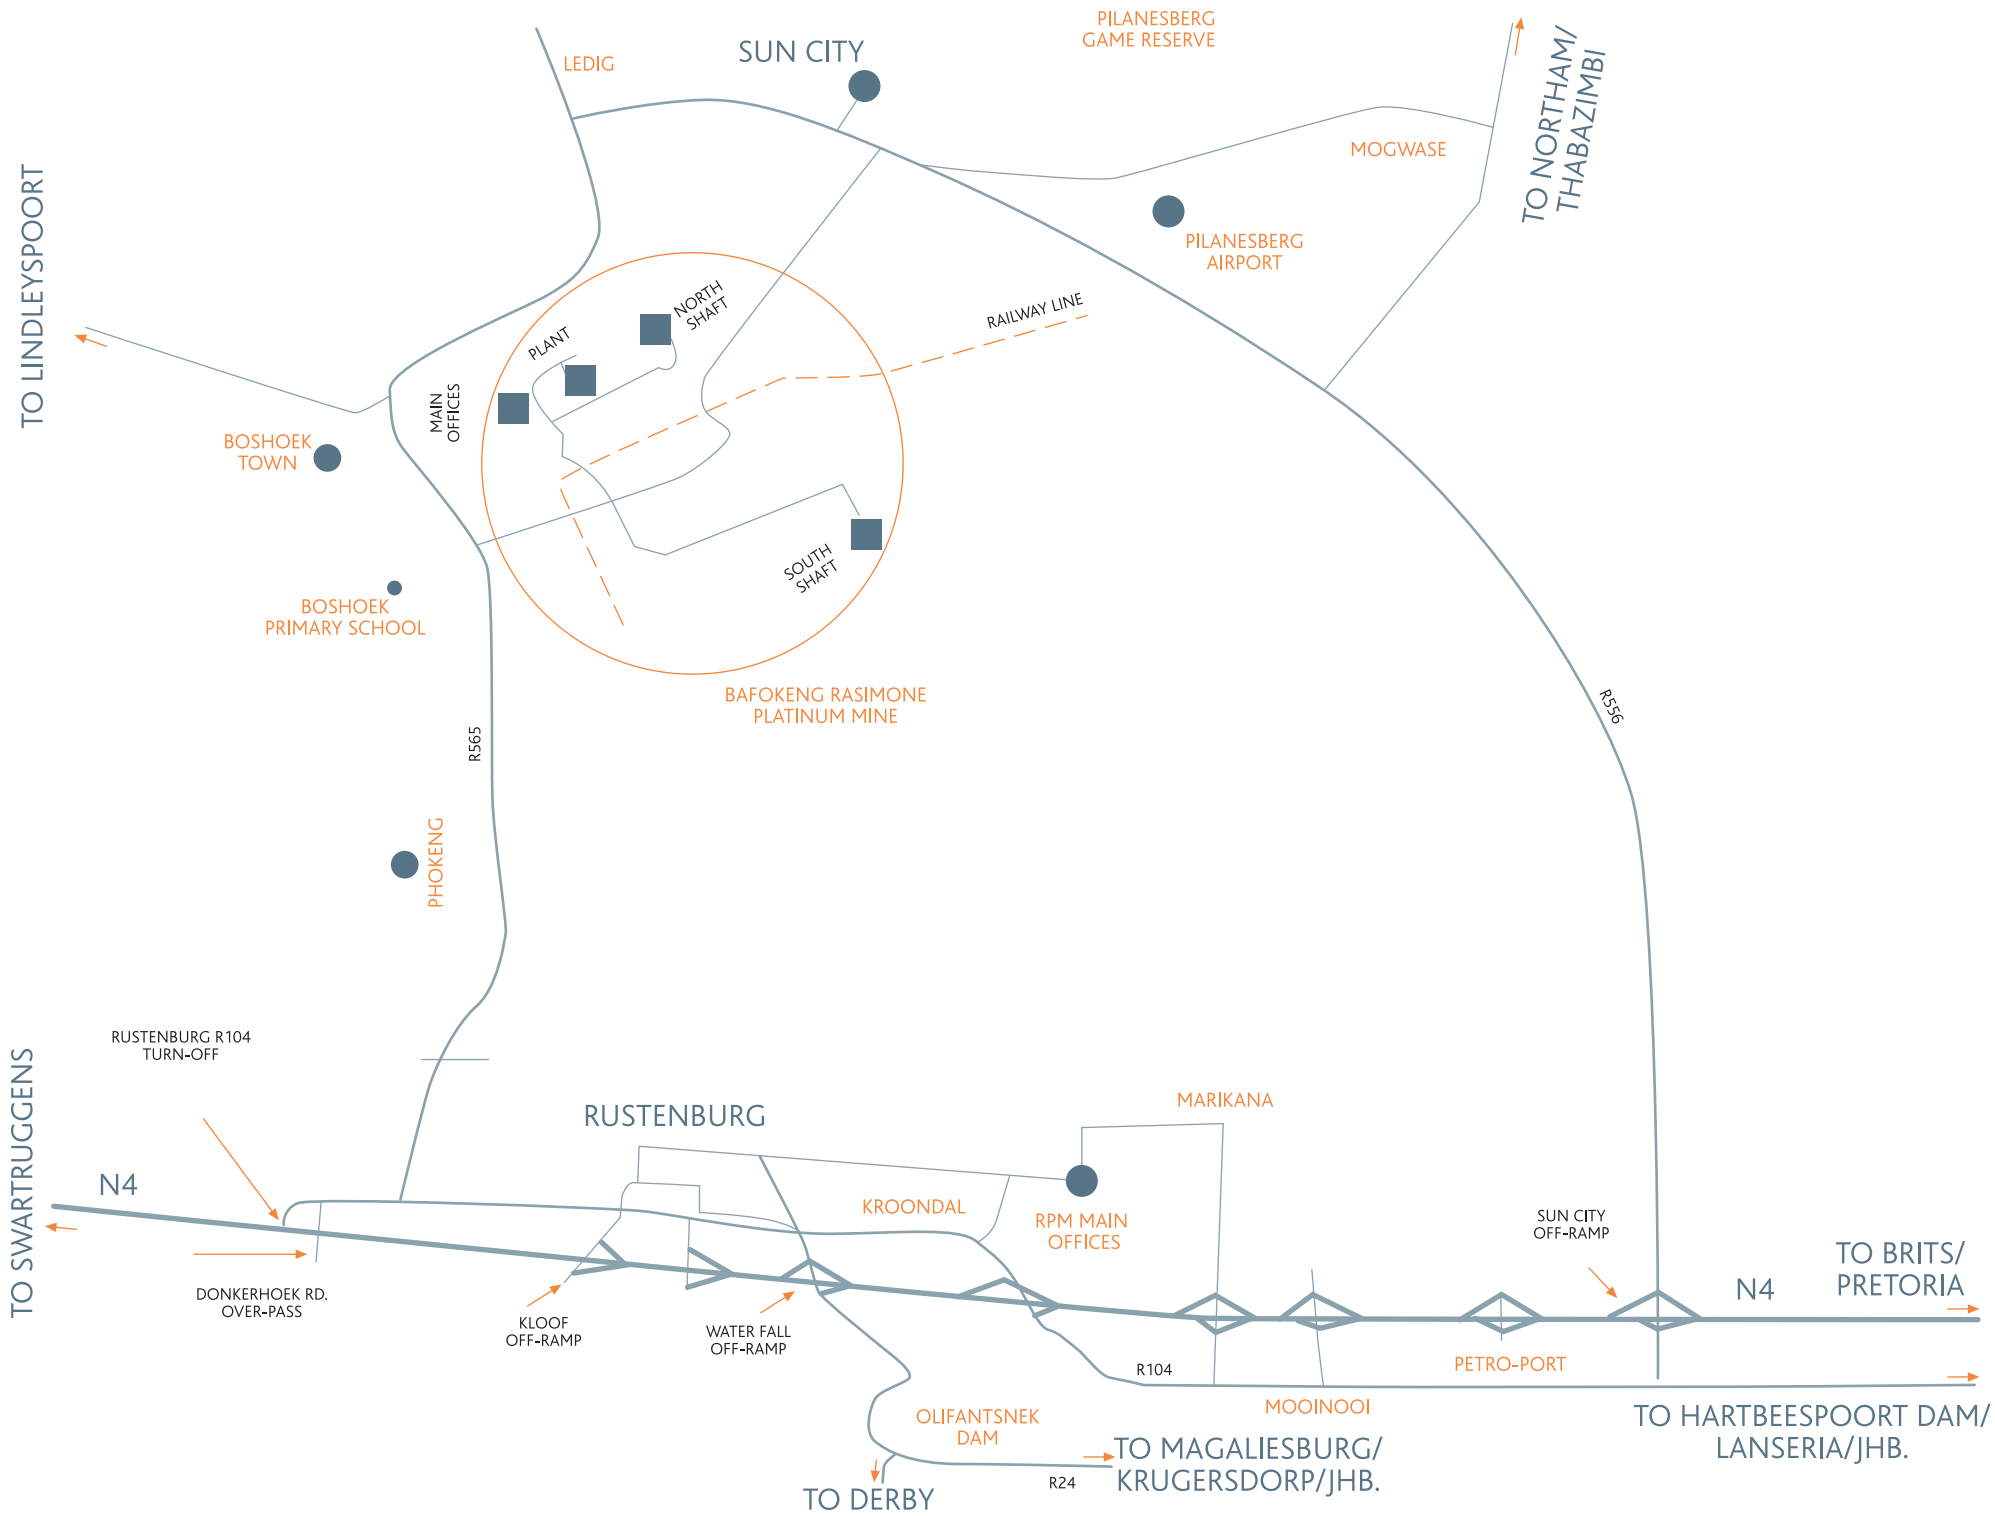 PILANESBERG
GAME RESERVE
LEDIG
SUN CITY
TO NORTHAM/
THABAZIMBI
MOGWASE
TO LINDLEYSPOORT
PILANESBERG
AIRPORT
NORTH
SHAFT
RAILWAY LINE
PLANT
MAIN
OFFICES
BOSHOEK
TOWN
SOUTH
SHAFT
BOSHOEK
PRIMARY SCHOOL
BAFOKENG RASIMONE
PLATINUM MINE
R556
R565
PHOKENG
RUSTENBURG R104
TURN-OFF
TO SWARTRUGGENS
RUSTENBURG
MARIKANA
N4
KROONDAL
RPM MAIN
OFFICES
SUN CITY
OFF-RAMP
TO BRITS/
PRETORIA
N4
DONKERHOEK RD.
OVER-PASS
KLOOF
OFF-RAMP
WATER FALL
OFF-RAMP
R104
PETRO-PORT
MOOINOOI
OLIFANTSNEK
DAM
TO HARTBEESPOORT DAM/
LANSERIA/JHB.
TO MAGALIESBURG/
KRUGERSDORP/JHB.
R24
TO DERBY